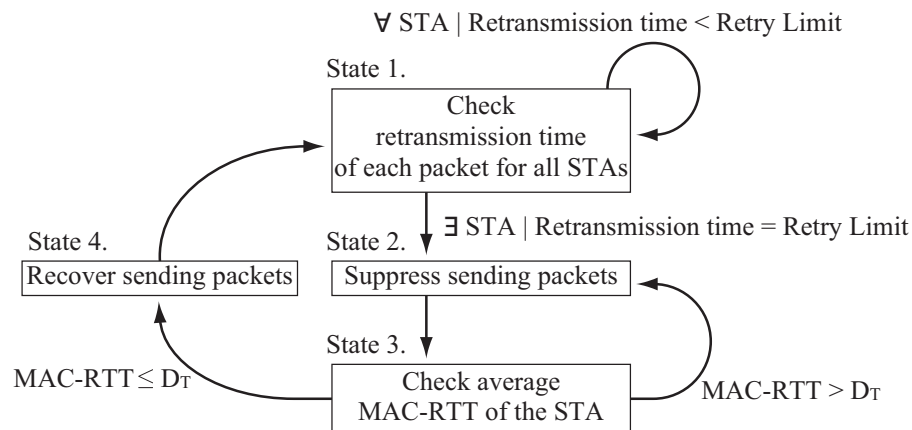 ∀ STA | Retransmission time < Retry Limit
State 1.
Check
retransmission time
of each packet for all STAs
∃ STA | Retransmission time = Retry Limit
State 4.
State 2.
Recover sending packets
Suppress sending packets
State 3.
MAC-RTT ≤ DT
Check average
MAC-RTT of the STA
MAC-RTT > DT